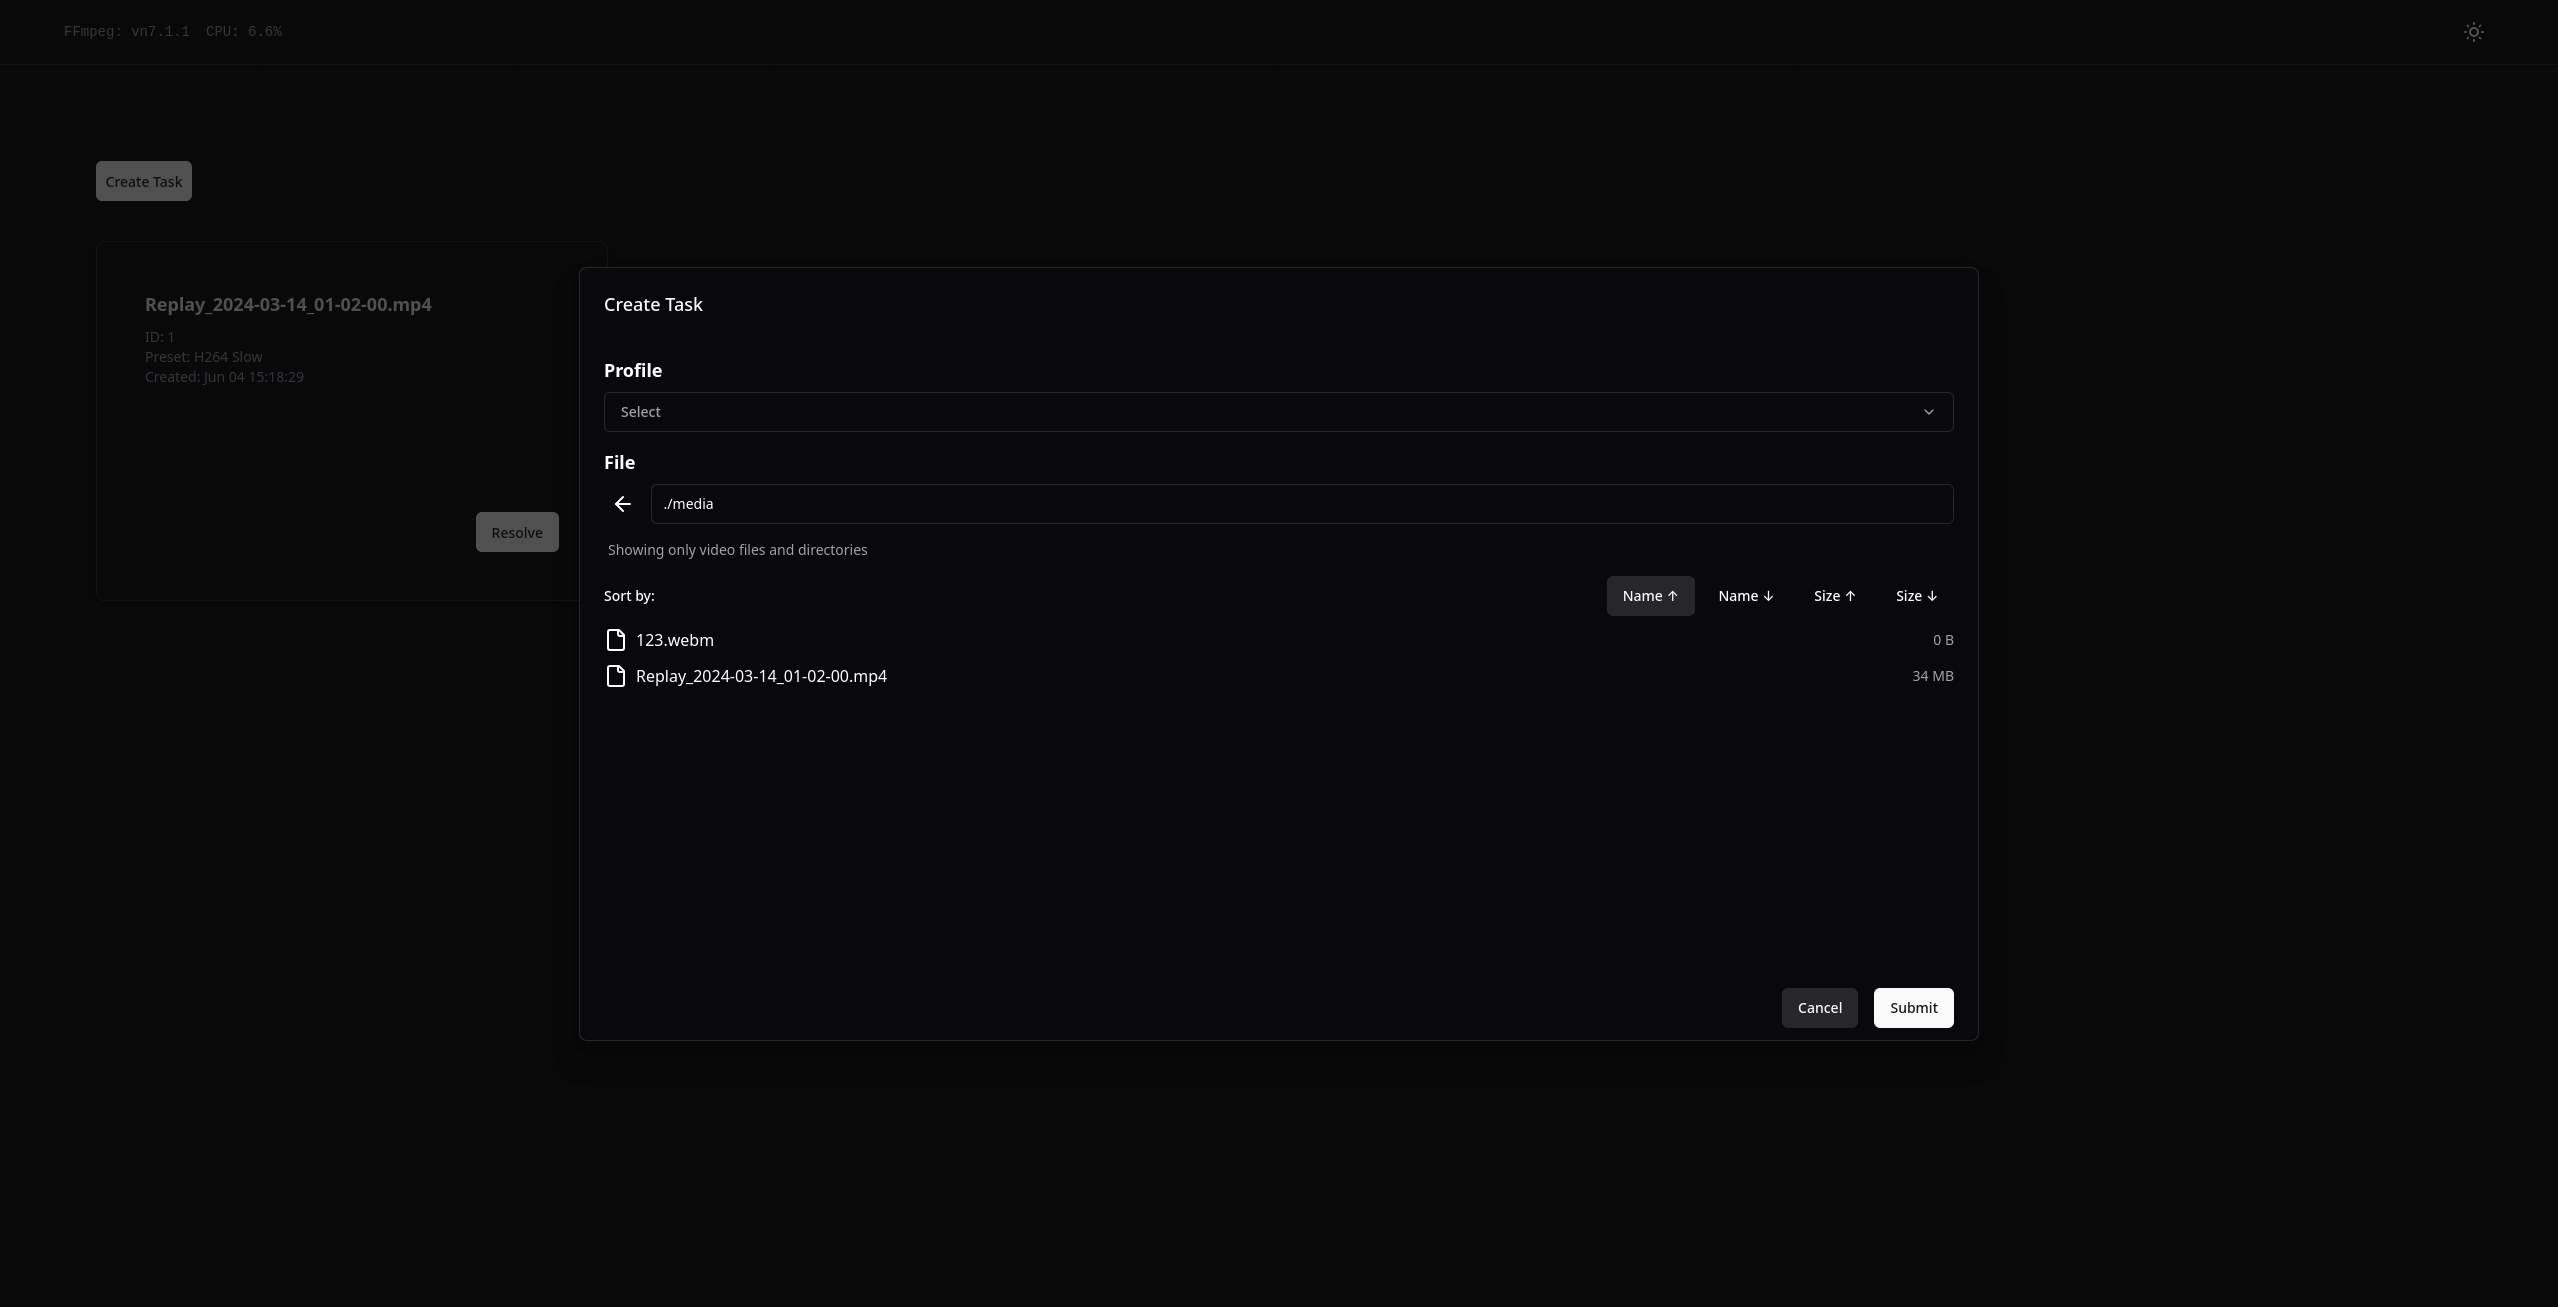 FFmpeg: vn7.1.1 CPU: 6.6%
Create Task
Replay_2024-03-14_01-02-00.mp4
ID: 1
Preset: H264 Slow
Created: Jun 04 15:18:29
Resolve
Create Task
Profile
Select
File
./media
Showing only video files and directories
Sort by: Name ↑ Name ↓ Size ↑ Size ↓
123.webm 0 B
Replay_2024-03-14_01-02-00.mp4 34 MB
Cancel Submit